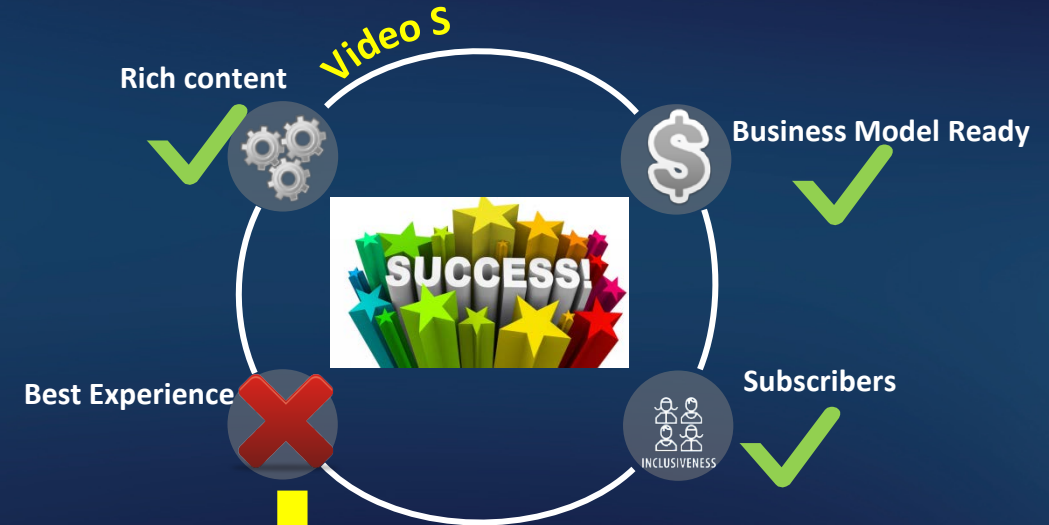 Video S
Rich content
Business Model Ready
SUCCESS!
Best Experience
Subscribers
INCLUSIVENESS